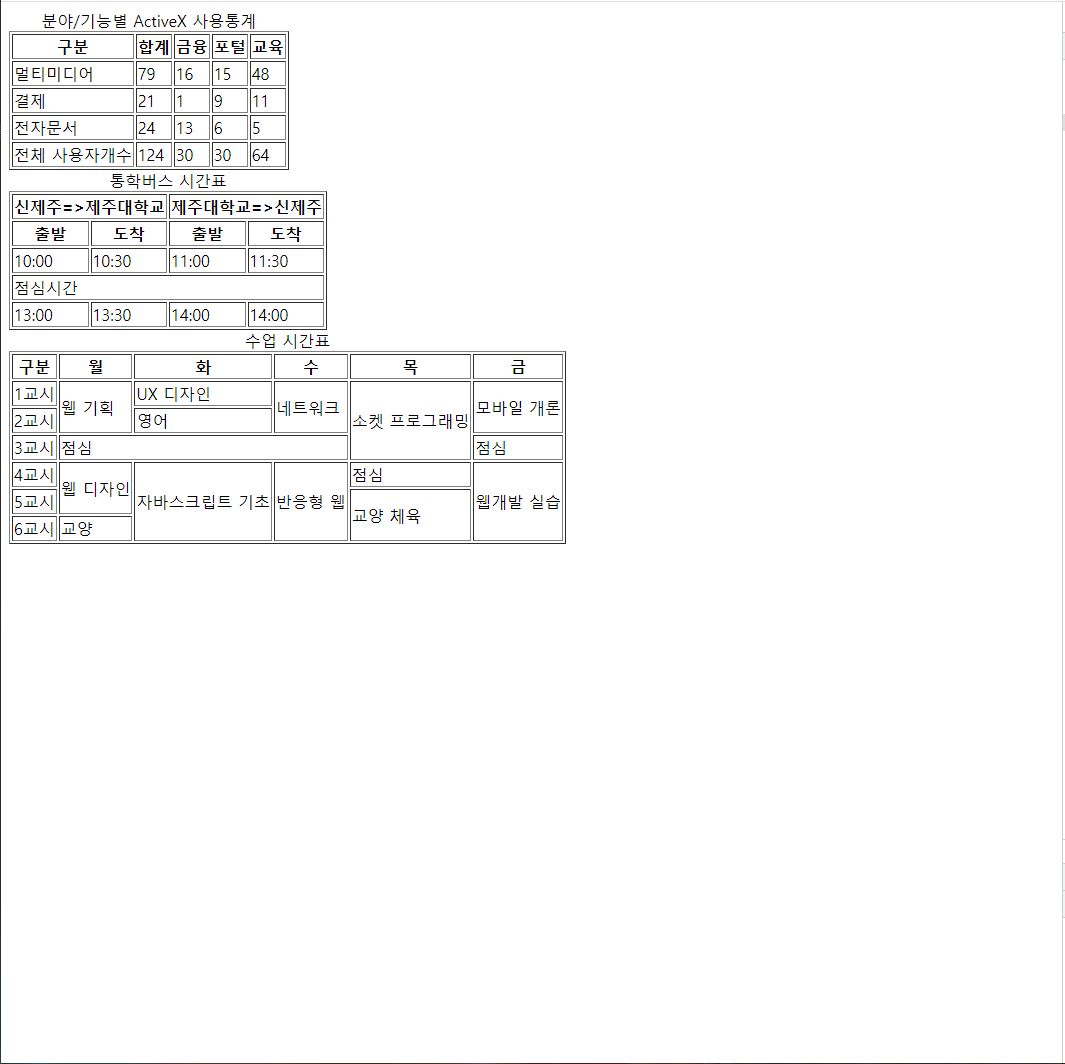 분야/기능별 ActiveX 사용통계
구분 합계 금융 포털 교육
멀티미디어 79 16 15 48
결제 21 1 9 11
전자문서 24 13 6 5
전체 사용자개수 124 30 30 64
통학버스 시간표
신제주=>제주대학교 제주대학교=>신제주
출발 도착 출발 도착
10:00 10:30 11:00 11:30
점심시간
13:00 13:30 14:00 14:00
수업 시간표
구분 월 화 수 목 금
1교시 웹 기획 UX 디자인 네트워크 소켓 프로그래밍 모바일 개론
2교시 영어
3교시 점심 점심
4교시 웹 디자인 자바스크립트 기초 반응형 웹 점심 웹개발 실습
5교시 교양 체육
6교시 교양